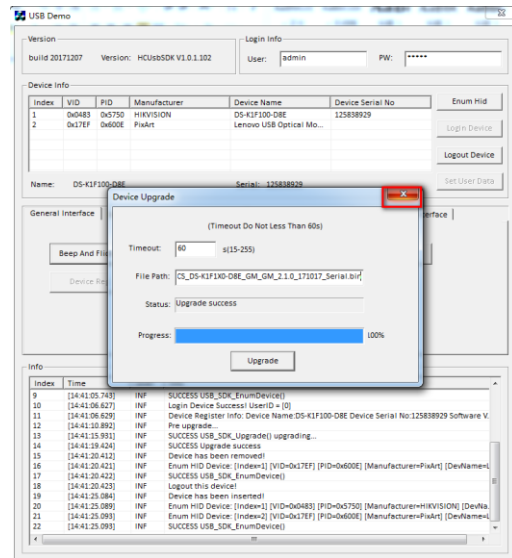 USB Demo
Version
build 20171207 Version: HCUsbSDK V1.0.1.102
Login Info
User: admin PW: •••••
Device Info
Index VID PID Manufacturer Device Name Device Serial No
1 0x0483 0x5750 HIKVISION DS-K1F100-D8E 125838929
2 0x17EF 0x600E PixArt Lenovo USB Optical Mo...
Enum Hid
Login Device
Logout Device
Set User Data
Name: DS-K1F100-D8E Serial: 125838929
General Interface
erface
Beep And Fli
Device Re
Device Upgrade
(Timeout Do Not Less Than 60s)
Timeout: 60 s(15-255)
File Path: CS_DS-K1F1X0-D8E_GM_GM_2.1.0_171017_Serial.bin
Status: Upgrade success
Progress: 100%
Upgrade
Info
Index Time
9 [14:41:05.743] INF SUCCESS USB_SDK_EnumDevice()
10 [14:41:06.627] INF Login Device Success! UserID = [0]
11 [14:41:06.629] INF Device Register Info: Device Name:DS-K1F100-D8E Device Serial No:125838929 Software V.
12 [14:41:10.892] INF Pre upgrade...
13 [14:41:15.931] INF SUCCESS USB_SDK_Upgrade() upgrading...
14 [14:41:19.424] INF SUCCESS Upgrade success
15 [14:41:20.412] INF Device has been removed!
16 [14:41:20.421] INF Enum HID Device: [Index=1] [VID=0x17EF] [PID=0x600E] [Manufacturer=PixArt] [DevName=L
17 [14:41:20.422] INF SUCCESS USB_SDK_EnumDevice()
18 [14:41:20.423] INF Logout this device!
19 [14:41:25.084] INF Device has been inserted!
20 [14:41:25.089] INF Enum HID Device: [Index=1] [VID=0x0483] [PID=0x5750] [Manufacturer=HIKVISION] [DevNa.
21 [14:41:25.093] INF Enum HID Device: [Index=2] [VID=0x17EF] [PID=0x600E] [Manufacturer=PixArt] [DevName=L
22 [14:41:25.093] INF SUCCESS USB_SDK_EnumDevice()